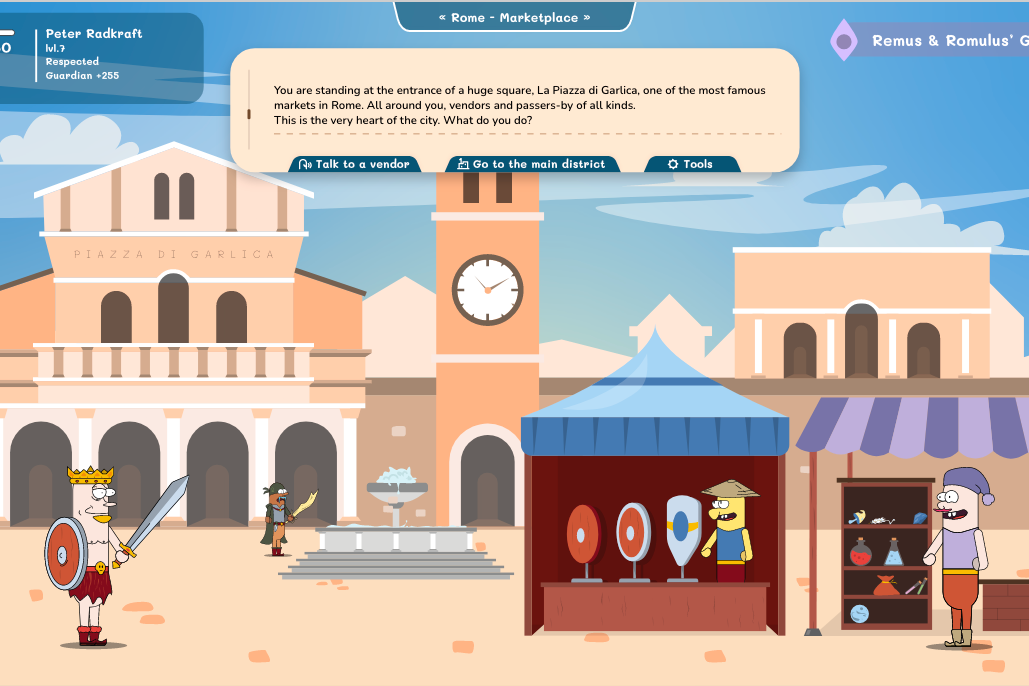 « Rome - Marketplace »
Peter Radkraft
lvl.7
Respected
Guardian +255
Remus & Romulus'
You are standing at the entrance of a huge square, La Piazza di Garlica, one of the most famous
markets in Rome. All around you, vendors and passers-by of all kinds.
This is the very heart of the city. What do you do?
Talk to a vendor
Go to the main district
Tools
PIAZZA DI GARLICA